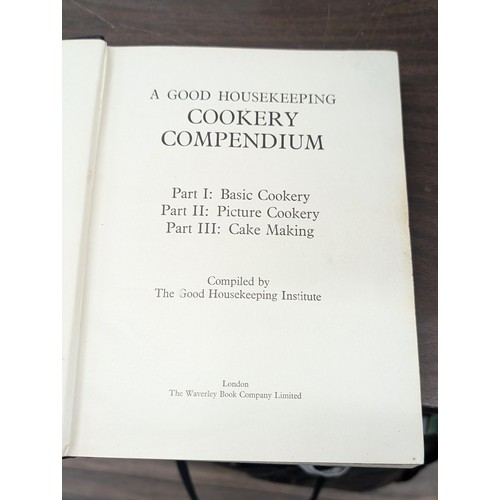 A GOOD HOUSEKEEPING
COOKERY
COMPENDIUM
Part I: Basic Cookery
Part II: Picture Cookery
Part III: Cake Making
Compiled by
The Good Housekeeping Institute
London
The Waverley Book Company Limited